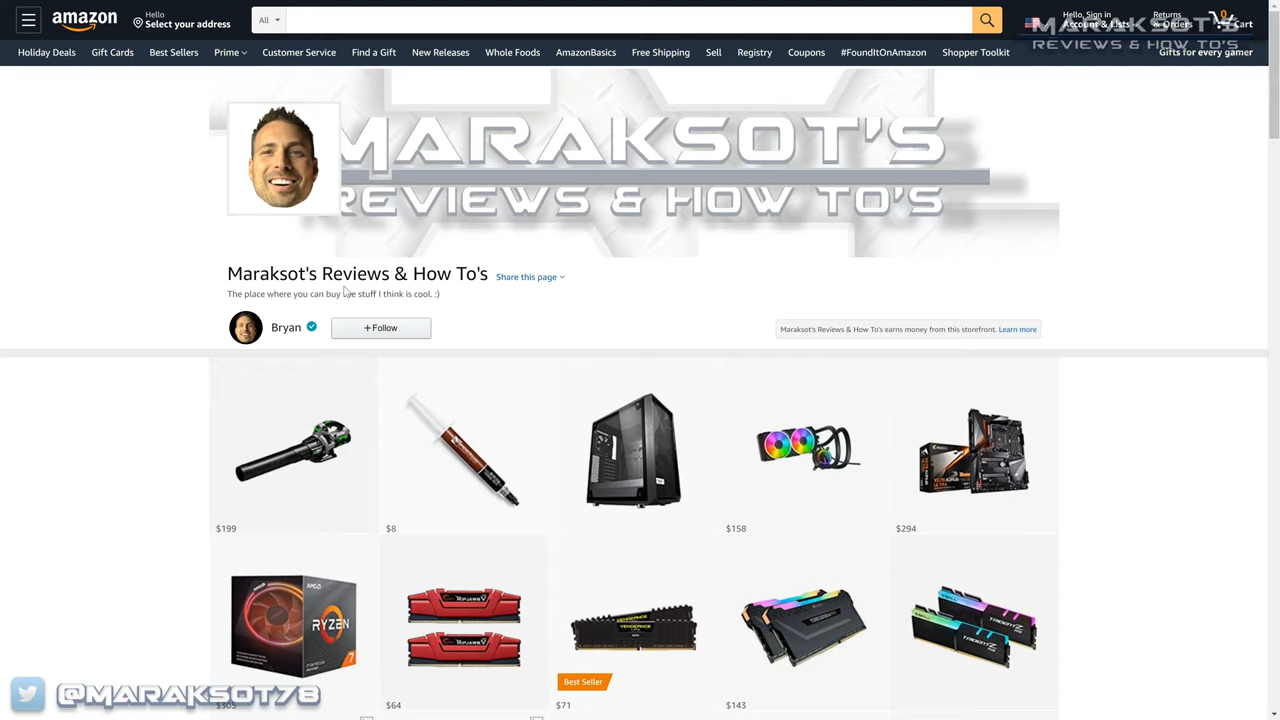 amazon
Hello
Select your address
All
Hello, Sign in
Account & Lists
Returns
& Orders
0
Cart
MARAKSOT'S
REVIEWS & HOW TO'S
Holiday Deals
Gift Cards
Best Sellers
Prime
Customer Service
Find a Gift
New Releases
Whole Foods
AmazonBasics
Free Shipping
Sell
Registry
Coupons
#FoundItOnAmazon
Shopper Toolkit
Gifts for every gamer
MARAKSOT'S
REVIEWS & HOW TO'S
Maraksot's Reviews & How To's
Share this page
The place where you can buy the stuff I think is cool. :)
Bryan
+Follow
Maraksot's Reviews & How To's earns money from this storefront. Learn more
$199
$8
$158
$294
AMD
RYZEN
7
RIPJAWS V
RIPJAWS V
VENGEANCE
Best Seller
$305
$64
$71
$143
@MARAKSOT78